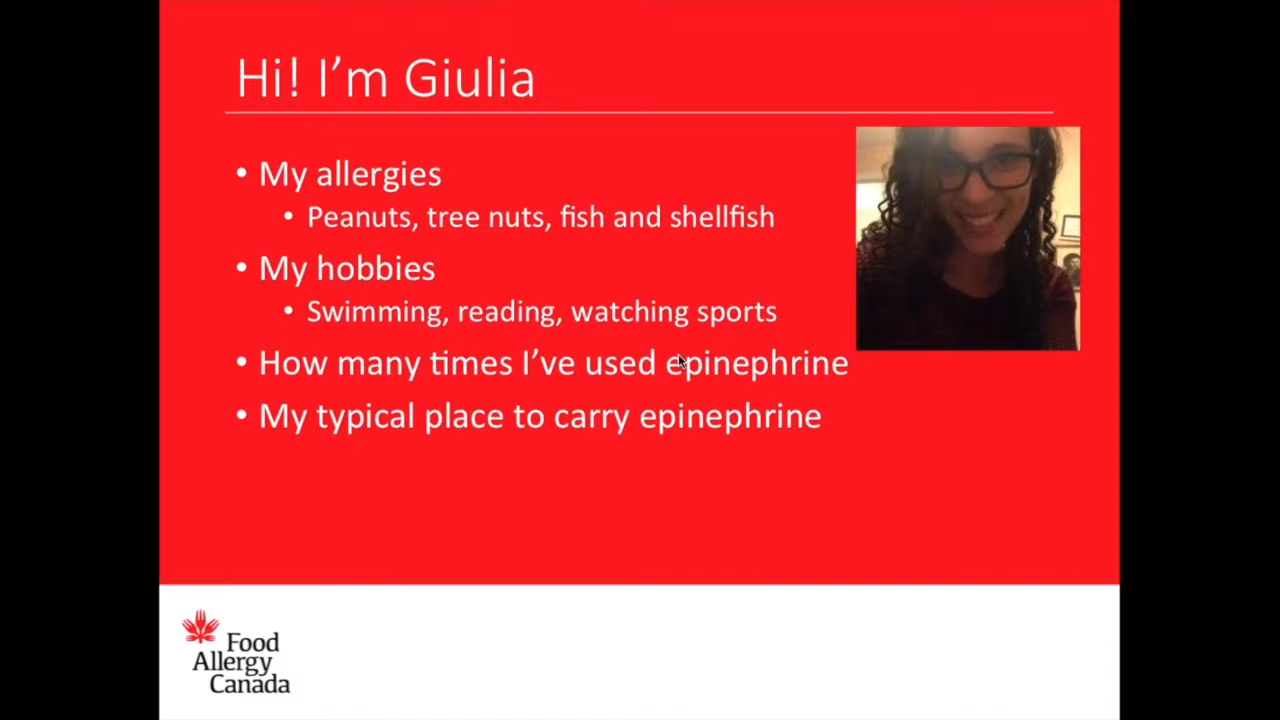 Hi! I’m Giulia
• My allergies
• Peanuts, tree nuts, fish and shellfish
• My hobbies
• Swimming, reading, watching sports
• How many times I’ve used epinephrine
• My typical place to carry epinephrine
Food
Allergy
Canada